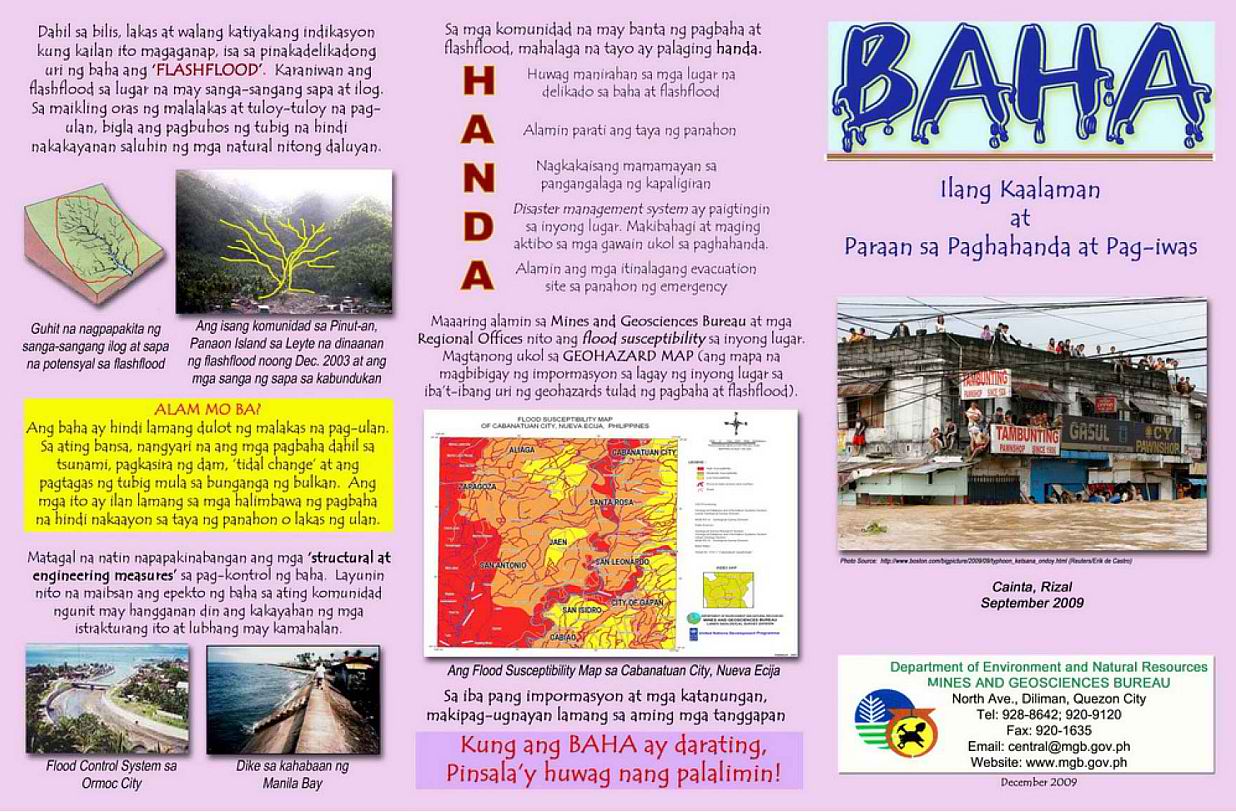 Dahil sa bilis, lakas at walang katiyakang indikasyon
kung kailan ito magaganap, isa sa pinakadelikadong
uri ng baha ang ‘FLASHFLOOD’. Karaniwan ang
flashflood sa lugar na may sanga-sangang sapa at ilog.
Sa maikling oras ng malalakas at tuloy-tuloy na pag-
ulan, bigla ang pagbuhos ng tubig na hindi
nakakayanan saluhin ng mga natural nitong daluyan.
Guhit na nagpapakita ng
sanga-sangang ilog at sapa
na potensyal sa flashflood
Ang isang komunidad sa Pinut-an,
Panaon Island sa Leyte na dinaanan
ng flashflood noong Dec. 2003 at ang
mga sanga ng sapa sa kabundukan
ALAM MO BA?
Ang baha ay hindi lamang dulot ng malakas na pag-ulan.
Sa ating bansa, nangyari na ang mga pagbaha dahil sa
tsunami, pagkasira ng dam, ‘tidal change’ at ang
pagtagas ng tubig mula sa bunganga ng bulkan. Ang
mga ito ay ilan lamang sa mga halimbawa ng pagbaha
na hindi nakaayon sa taya ng panahon o lakas ng ulan.
Matagal na natin napapakinabangan ang mga ‘structural at
engineering measures’ sa pag-kontrol ng baha. Layunin
nito na maibsan ang epekto ng baha sa ating komunidad
ngunit may hangganan din ang kakayahan ng mga
istrakturang ito at lubhang may kamahalan.
Flood Control System sa
Ormoc City
Dike sa kahabaan ng
Manila Bay
Sa mga komunidad na may banta ng pagbaha at
flashflood, mahalaga na tayo ay palaging handa.
H
Huwag manirahan sa mga lugar na
delikado sa baha at flashflood
A
Alamin parati ang taya ng panahon
N
Nagkakaisang mamamayan sa
pangangalaga ng kapaligiran
D
Disaster management system ay paigtingin
sa inyong lugar. Makibahagi at maging
aktibo sa mga gawain ukol sa paghahanda.
A
Alamin ang mga itinalagang evacuation
site sa panahon ng emergency
Maaaring alamin sa Mines and Geosciences Bureau at mga
Regional Offices nito ang flood susceptibility sa inyong lugar.
Magtanong ukol sa GEOHAZARD MAP (ang mapa na
magbibigay ng impormasyon sa lagay ng inyong lugar sa
iba’t-ibang uri ng geohazards tulad ng pagbaha at flashflood).
FLOOD SUSCEPTIBILITY MAP
OF CABANATUAN CITY, NUEVA ECIJA, PHILIPPINES
ALIAGA
CABANATUAN CITY
ZARAGOZA
SANTA ROSA
JAEN
SAN ANTONIO
SAN LEONARDO
CITY OF GAPAN
SAN ISIDRO
CABIAO
INDEX MAP
MINES AND GEOSCIENCES BUREAU
United Nations Development Programme
Ang Flood Susceptibility Map sa Cabanatuan City, Nueva Ecija
Sa iba pang impormasyon at mga katanungan,
makipag-ugnayan lamang sa aming mga tanggapan
Kung ang BAHA ay darating,
Pinsala’y huwag nang palalimin!
BAHA
Ilang Kaalaman
at
Paraan sa Paghahanda at Pag-iwas
TAMBUNTING
PAWNSHOP SINCE 1906
TAMBUNTING
PAWNSHOP SINCE 1906
GASUL
CY
PAWNSHOP
Photo Source: http://www.boston.com/bigpicture/2009/09/typhoon_ketsana_ondoy.html (Reuters/Erik de Castro)
Cainta, Rizal
September 2009
Department of Environment and Natural Resources
MINES AND GEOSCIENCES BUREAU
North Ave., Diliman, Quezon City
Tel: 928-8642; 920-9120
Fax: 920-1635
Email: central@mgb.gov.ph
Website: www.mgb.gov.ph
December 2009